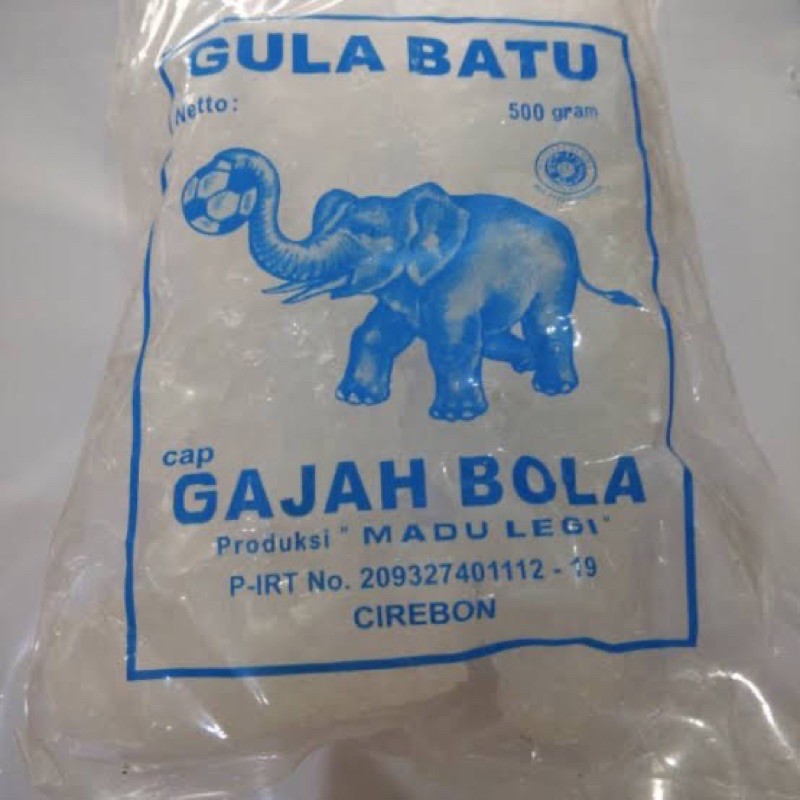 GULA BATU
Netto: 500 gram
cap
GAJAH BOLA
Produksi " MADU LEGI "
P-IRT No. 209327401112 - 19
CIREBON